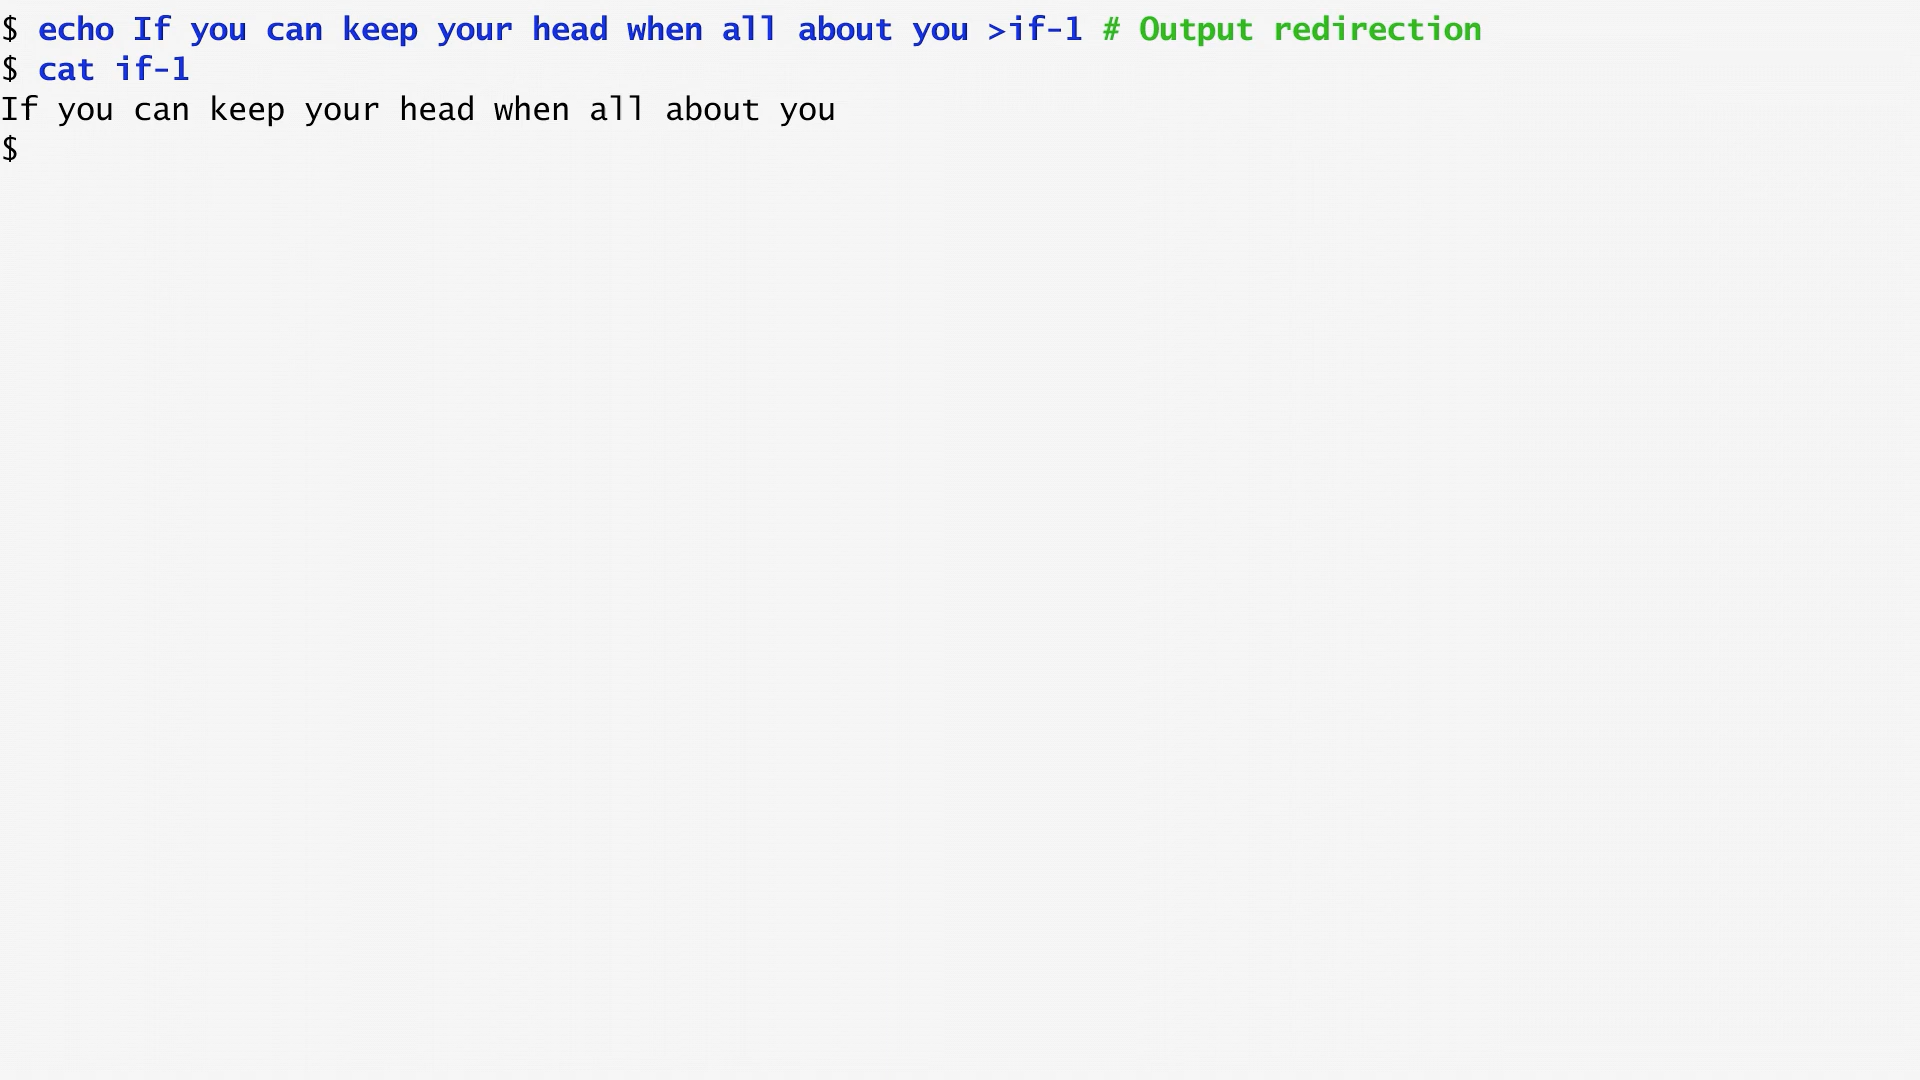 $ echo If you can keep your head when all about you >if-1 # Output redirection
$ cat if-1
If you can keep your head when all about you
$